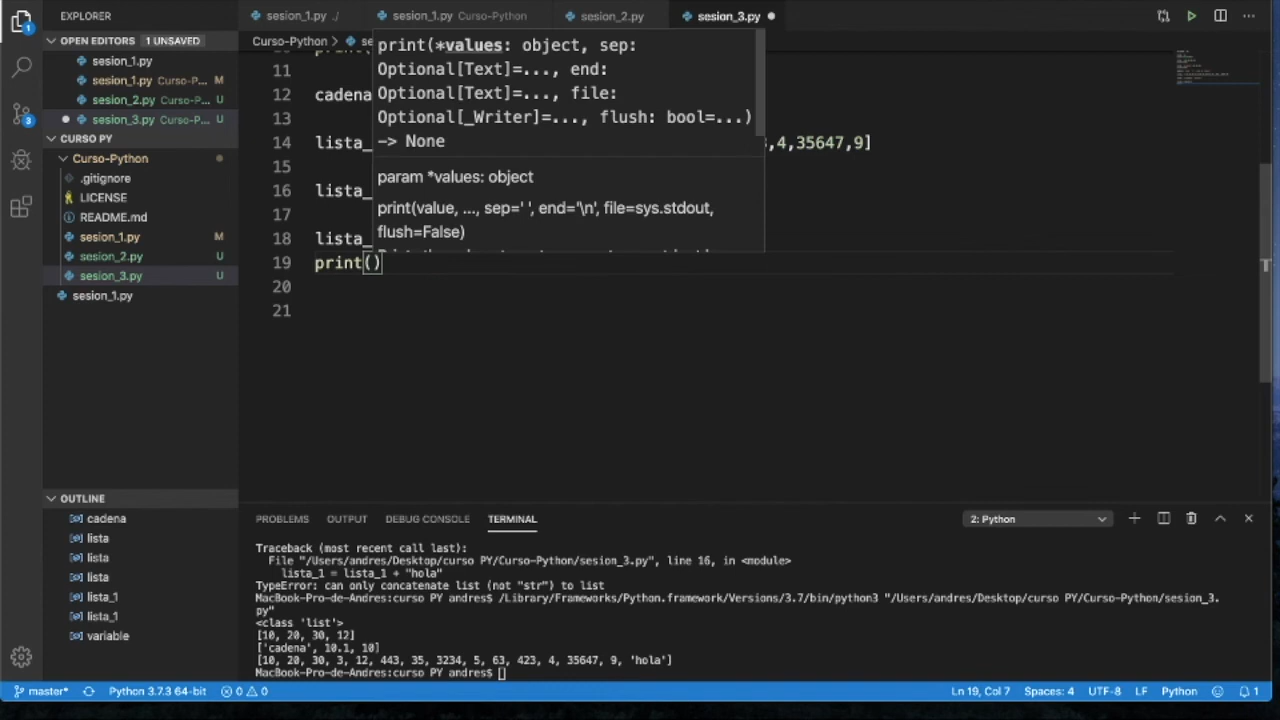 EXPLORER
sesion_1.py ./
sesion_1.py Curso-Python
sesion_2.py
sesion_3.py
OPEN EDITORS 1 UNSAVED
sesion_1.py
sesion_1.py Curso-P... M
sesion_2.py Curso-P... U
sesion_3.py Curso-P... U
CURSO PY
Curso-Python
.gitignore
LICENSE
README.md
sesion_1.py M
sesion_2.py U
sesion_3.py U
sesion_1.py
OUTLINE
cadena
lista
lista
lista
lista_1
lista_1
variable
Curso-Python > se
print(*values: object, sep:
Optional[Text]=..., end:
Optional[Text]=..., file:
Optional[_Writer]=..., flush: bool=...)
-> None
param *values: object
print(value, ..., sep=' ', end='\n', file=sys.stdout,
flush=False)
11
12 cadena
13
14 lista_ ,4,35647,9]
15
16 lista_
17
18 lista_
19 print()
20
21
PROBLEMS OUTPUT DEBUG CONSOLE TERMINAL
2: Python
Traceback (most recent call last):
File "/Users/andres/Desktop/curso PY/Curso-Python/sesion_3.py", line 16, in <module>
lista_1 = lista_1 + "hola"
TypeError: can only concatenate list (not "str") to list
MacBook-Pro-de-Andres:curso PY andres$ /Library/Frameworks/Python.framework/Versions/3.7/bin/python3 "/Users/andres/Desktop/curso PY/Curso-Python/sesion_3.
py"
<class 'list'>
[10, 20, 30, 12]
['cadena', 10.1, 10]
[10, 20, 30, 3, 12, 443, 35, 3234, 5, 63, 423, 4, 35647, 9, 'hola']
MacBook-Pro-de-Andres:curso PY andres$
master* Python 3.7.3 64-bit 0 0
Ln 19, Col 7 Spaces: 4 UTF-8 LF Python 1